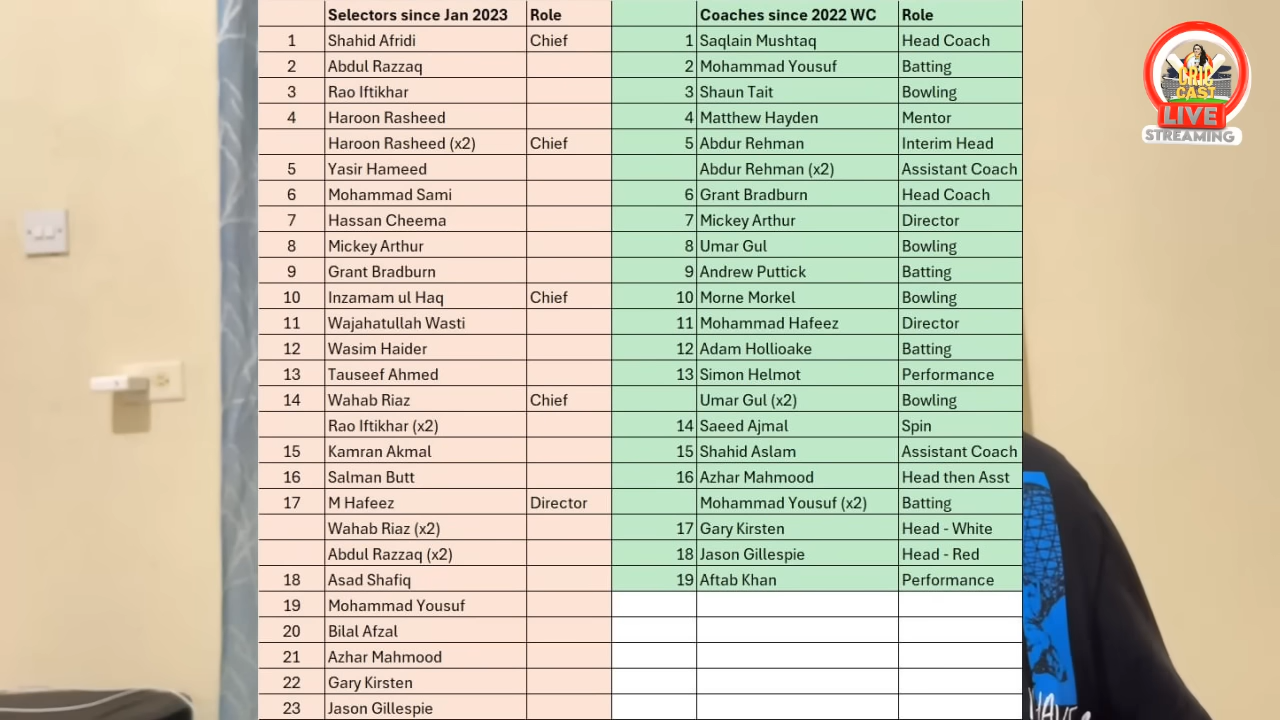 Selectors since Jan 2023 Role Coaches since 2022 WC Role
1 Shahid Afridi Chief 1 Saqlain Mushtaq Head Coach
2 Abdul Razzaq 2 Mohammad Yousuf Batting
3 Rao Iftikhar 3 Shaun Tait Bowling
4 Haroon Rasheed 4 Matthew Hayden Mentor
Haroon Rasheed (x2) Chief 5 Abdur Rehman Interim Head
5 Yasir Hameed Abdur Rehman (x2) Assistant Coach
6 Mohammad Sami 6 Grant Bradburn Head Coach
7 Hassan Cheema 7 Mickey Arthur Director
8 Mickey Arthur 8 Umar Gul Bowling
9 Grant Bradburn 9 Andrew Puttick Batting
10 Inzamam ul Haq Chief 10 Morne Morkel Bowling
11 Wajahatullah Wasti 11 Mohammad Hafeez Director
12 Wasim Haider 12 Adam Hollioake Batting
13 Tauseef Ahmed 13 Simon Helmot Performance
14 Wahab Riaz Chief Umar Gul (x2) Bowling
Rao Iftikhar (x2) 14 Saeed Ajmal Spin
15 Kamran Akmal 15 Shahid Aslam Assistant Coach
16 Salman Butt 16 Azhar Mahmood Head then Asst
17 M Hafeez Director Mohammad Yousuf (x2) Batting
Wahab Riaz (x2) 17 Gary Kirsten Head - White
Abdul Razzaq (x2) 18 Jason Gillespie Head - Red
18 Asad Shafiq 19 Aftab Khan Performance
19 Mohammad Yousuf
20 Bilal Afzal
21 Azhar Mahmood
22 Gary Kirsten
23 Jason Gillespie
CRIC
CAST
LIVE
STREAMING